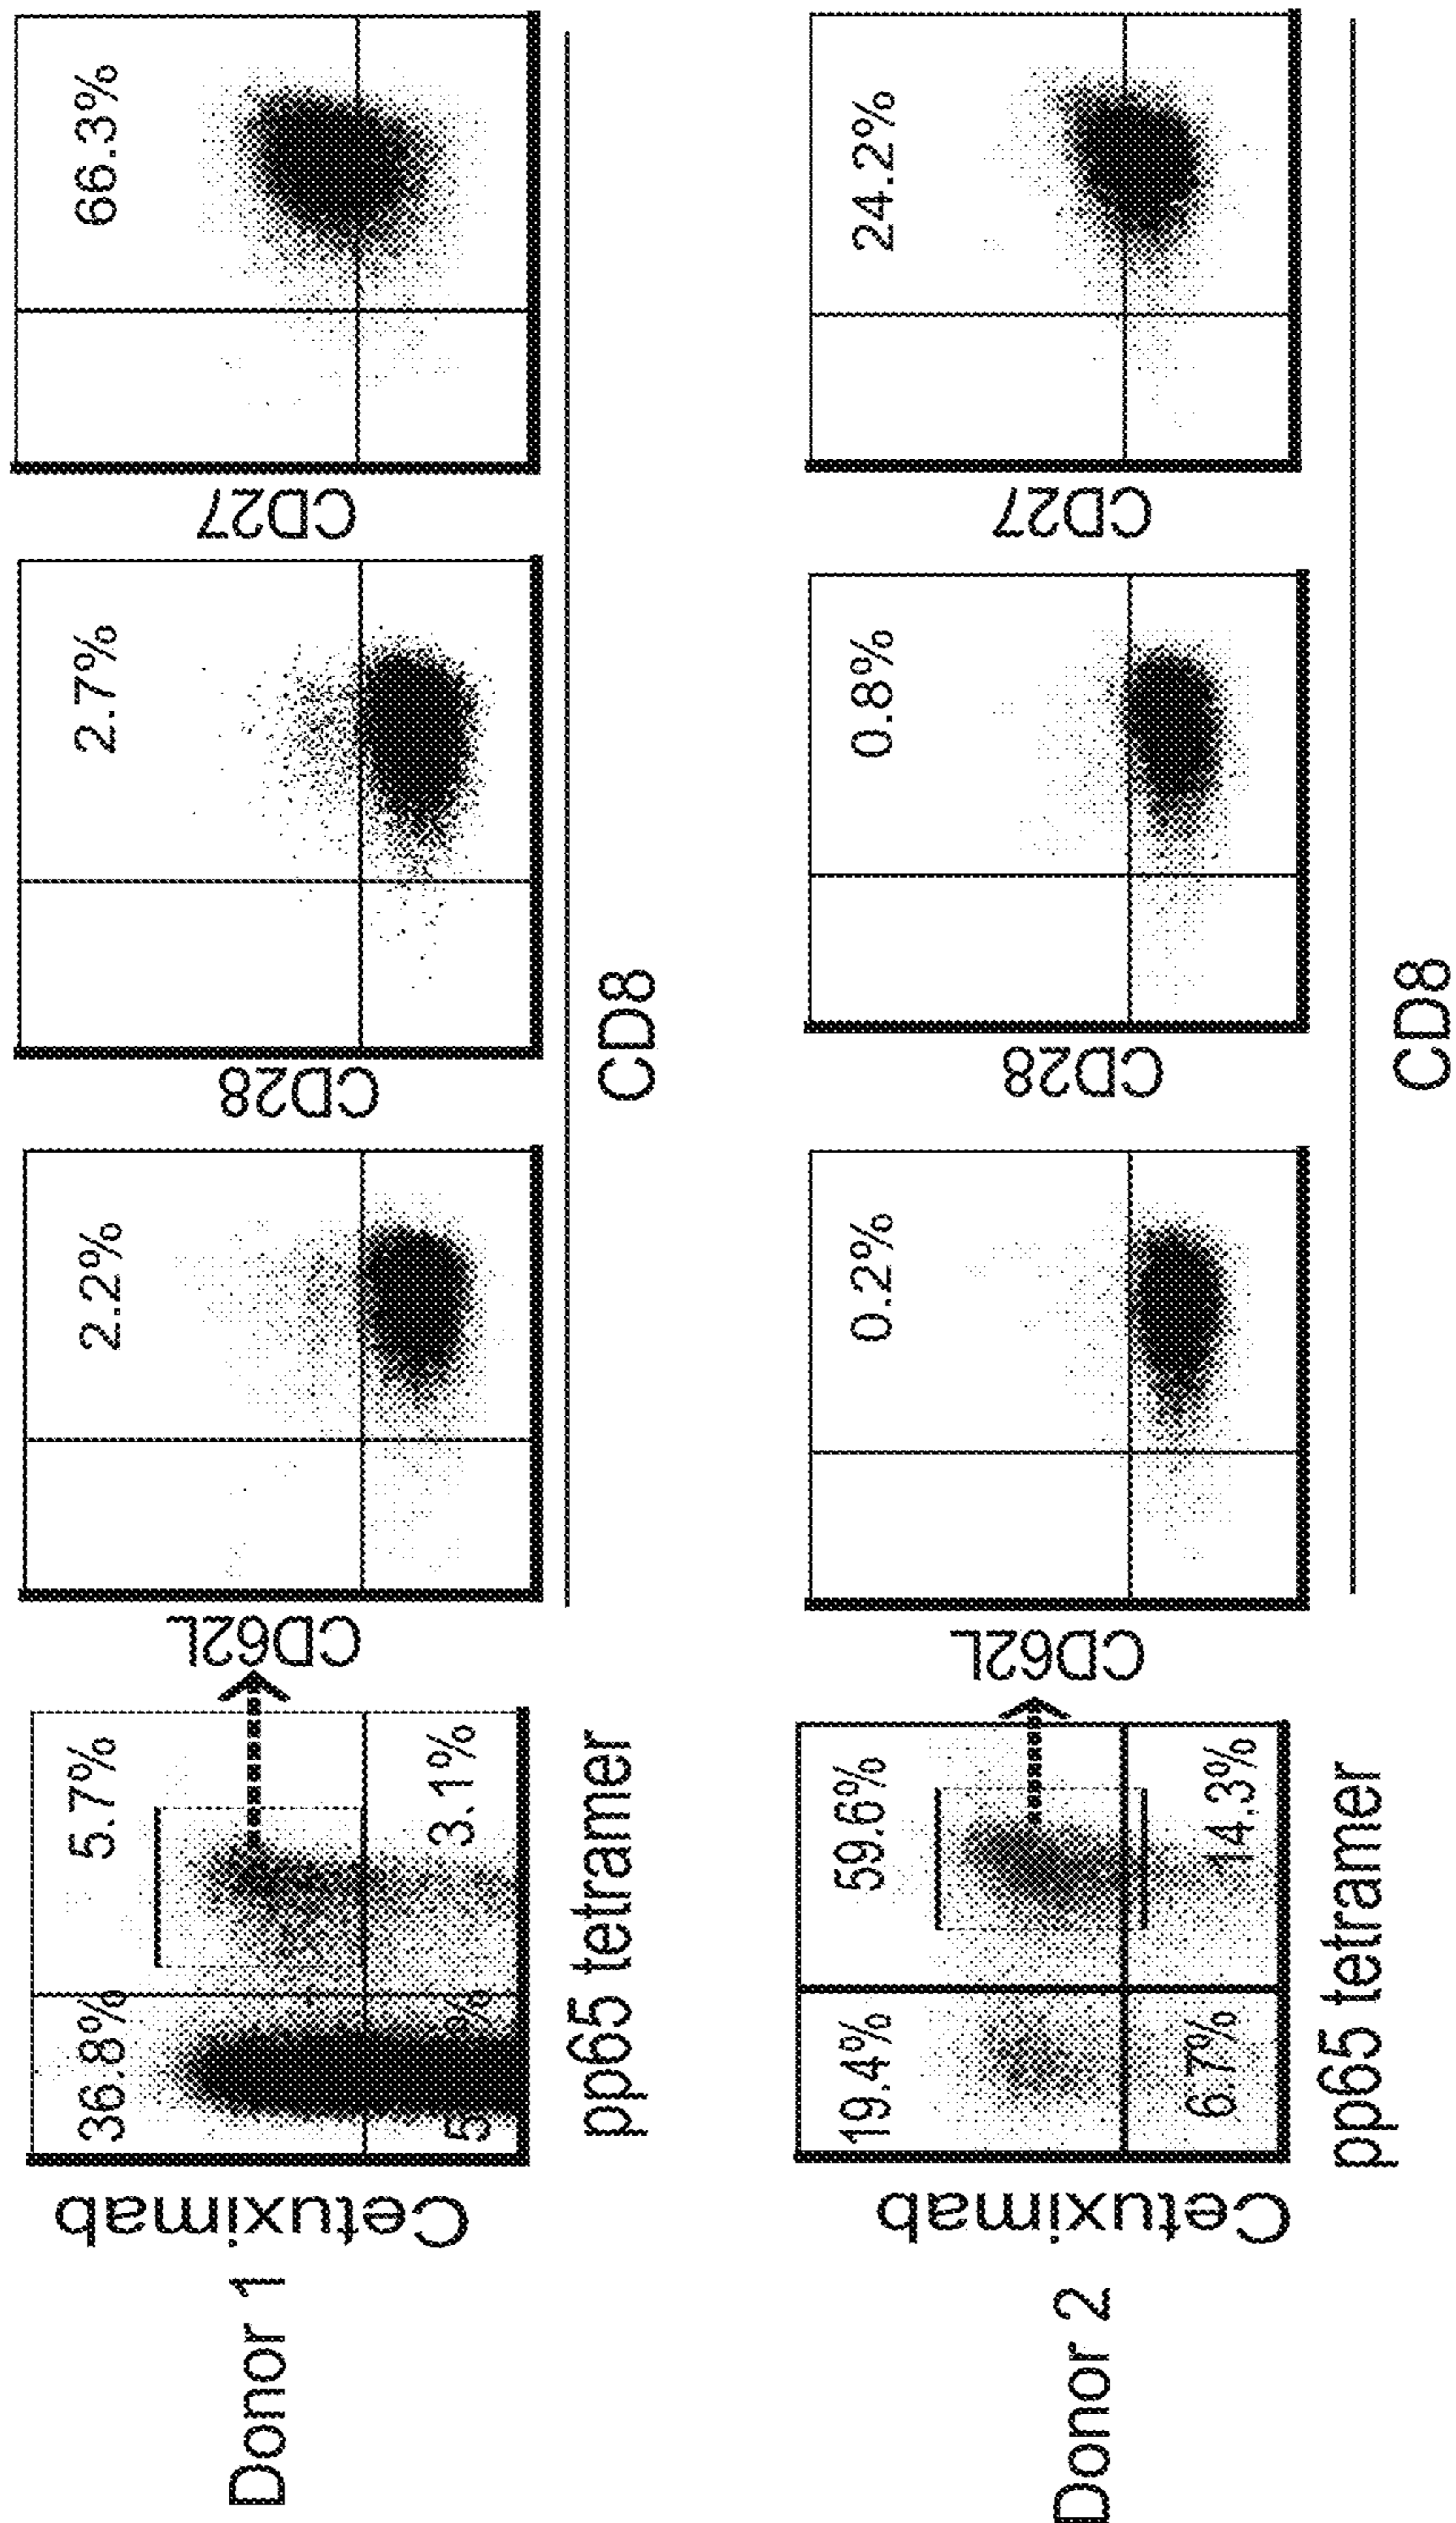 Donor 1
Cetuximab
36.8%
5.7%
3.1%
pp65 tetramer
CD62L
2.2%
CD28
2.7%
CD27
66.3%
CD8
Donor 2
Cetuximab
19.4%
59.6%
6.7%
14.3%
pp65 tetramer
CD62L
0.2%
CD28
0.8%
CD27
24.2%
CD8